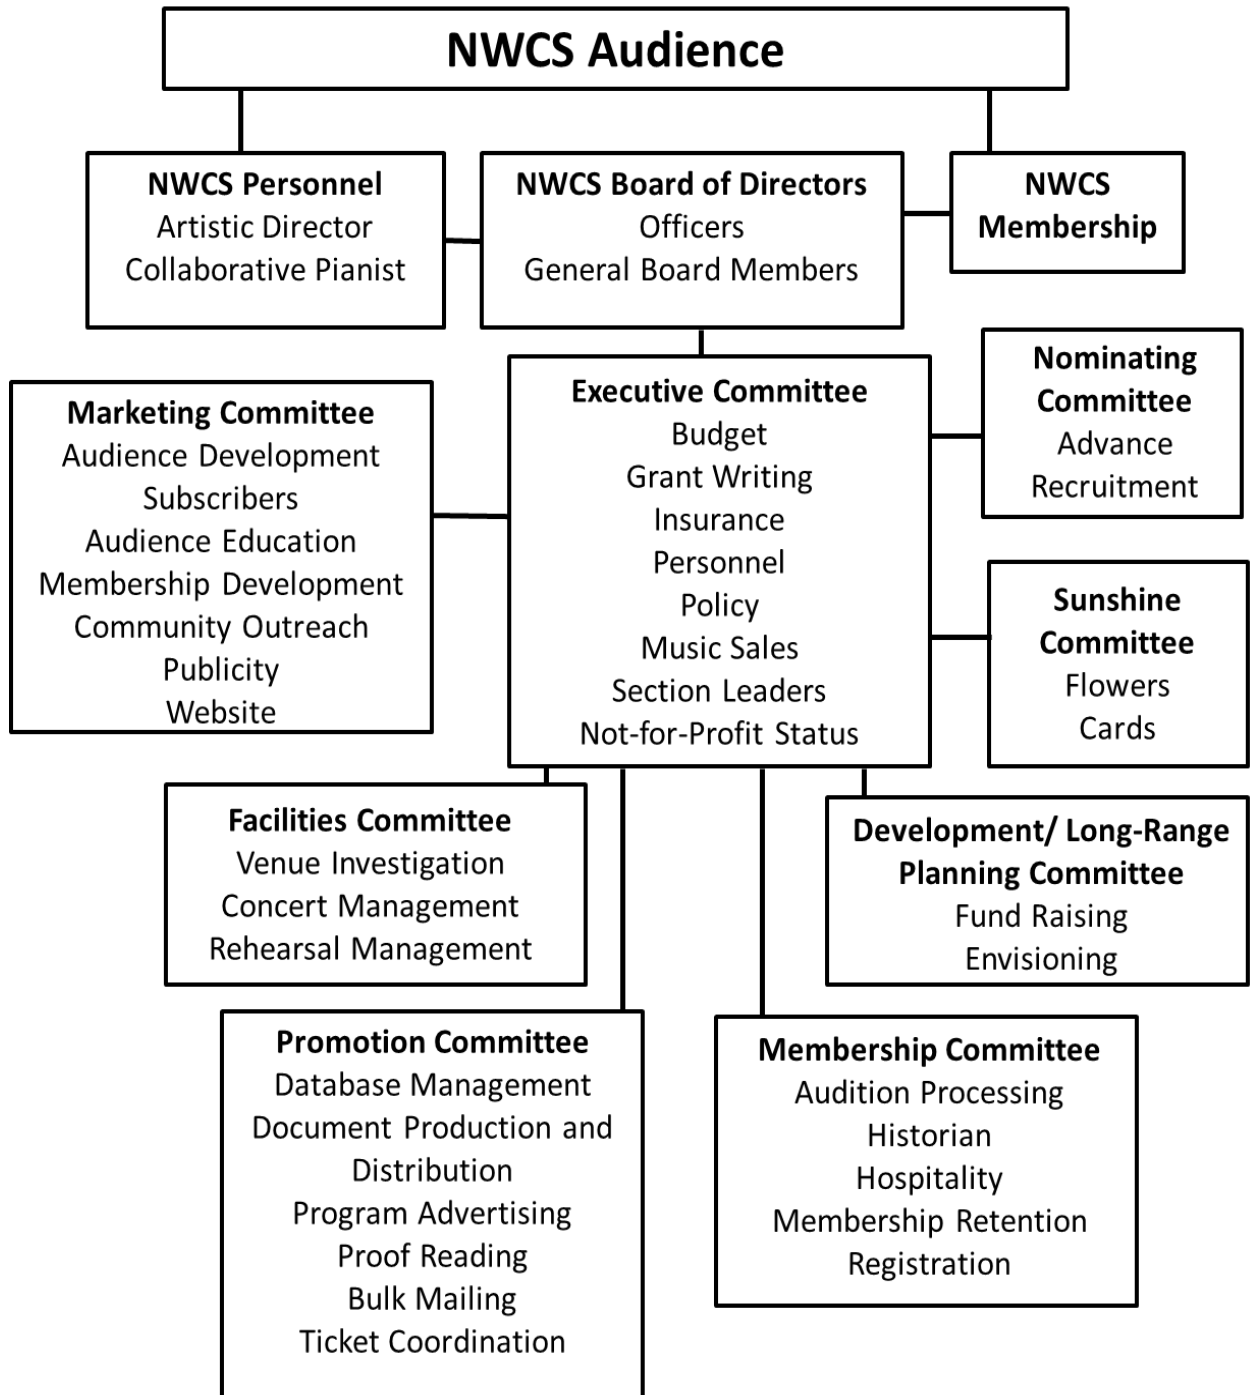 NWCS Audience
NWCS Personnel
Artistic Director
Collaborative Pianist
NWCS Board of Directors
Officers
General Board Members
NWCS
Membership
Marketing Committee
Audience Development
Subscribers
Audience Education
Membership Development
Community Outreach
Publicity
Website
Executive Committee
Budget
Grant Writing
Insurance
Personnel
Policy
Music Sales
Section Leaders
Not-for-Profit Status
Nominating
Committee
Advance
Recruitment
Sunshine
Committee
Flowers
Cards
Facilities Committee
Venue Investigation
Concert Management
Rehearsal Management
Development/ Long-Range
Planning Committee
Fund Raising
Envisioning
Promotion Committee
Database Management
Document Production and
Distribution
Program Advertising
Proof Reading
Bulk Mailing
Ticket Coordination
Membership Committee
Audition Processing
Historian
Hospitality
Membership Retention
Registration